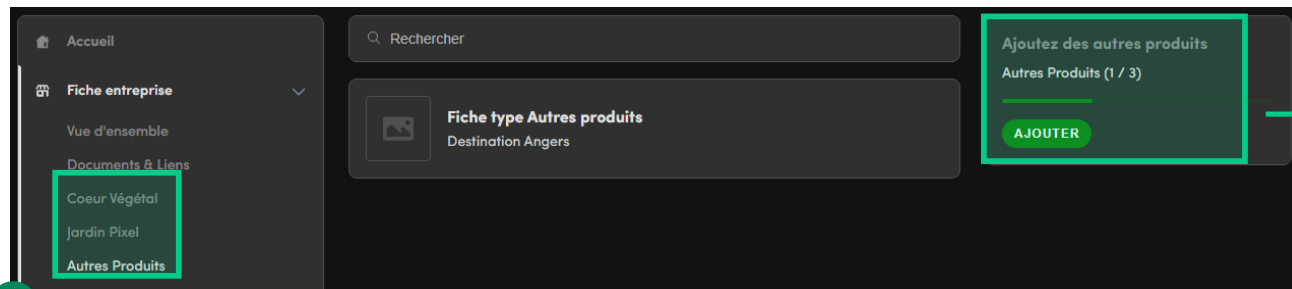 Accueil
Fiche entreprise
Vue d'ensemble
Documents & Liens
Coeur Végétal
Jardin Pixel
Autres Produits
Rechercher
Fiche type Autres produits
Destination Angers
Ajoutez des autres produits
Autres Produits (1 / 3)
AJOUTER